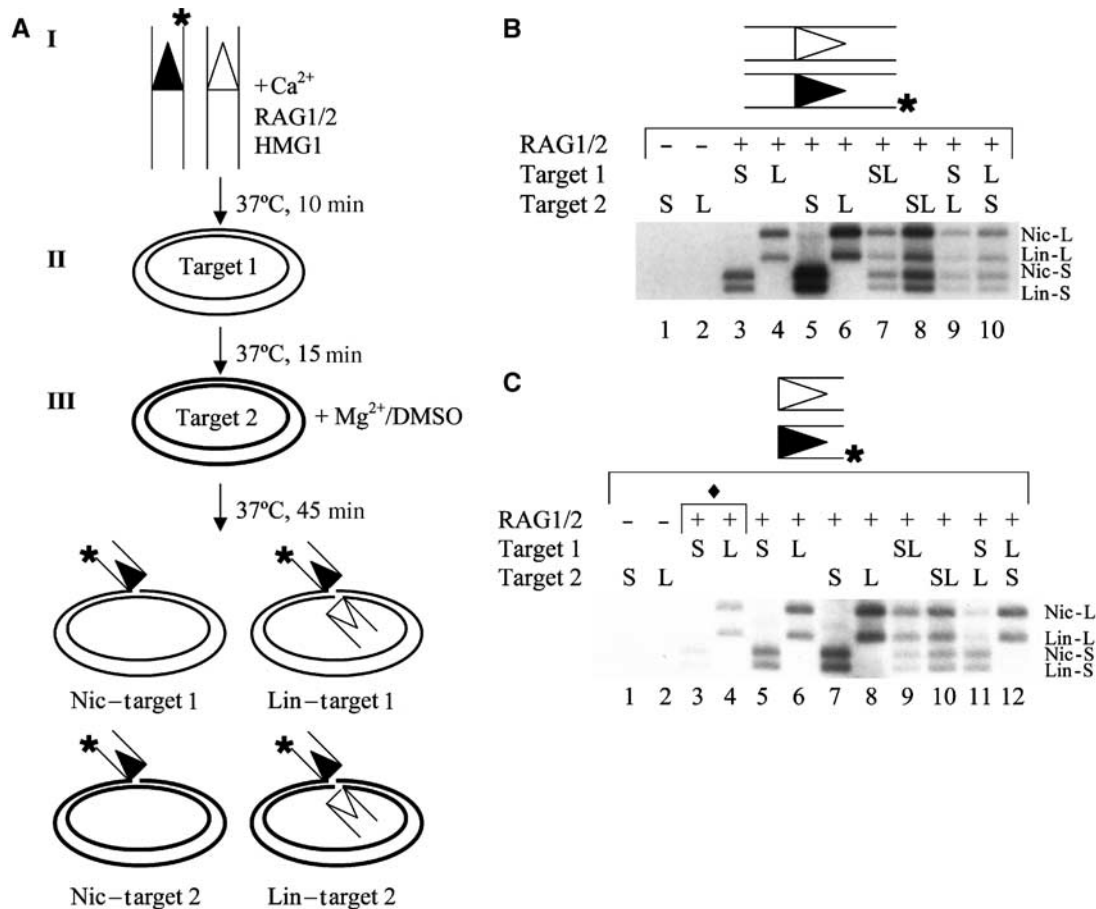 A
I
*
+Ca2+
RAG1/2
HMG1
37ºC, 10 min
II
Target 1
37ºC, 15 min
III
Target 2
+ Mg2+/DMSO
37ºC, 45 min
* *
Nic–target 1 Lin–target 1
* *
Nic–target 2 Lin–target 2
B
*
RAG1/2 – – + + + + + + + +
Target 1 S L SL S L
Target 2 S L S L SL L S
Nic-L
Lin-L
Nic-S
Lin-S
1 2 3 4 5 6 7 8 9 10
C
*
♦
RAG1/2 – – + + + + + + + + + +
Target 1 S L S L SL S L
Target 2 S L S L SL L S
Nic-L
Lin-L
Nic-S
Lin-S
1 2 3 4 5 6 7 8 9 10 11 12